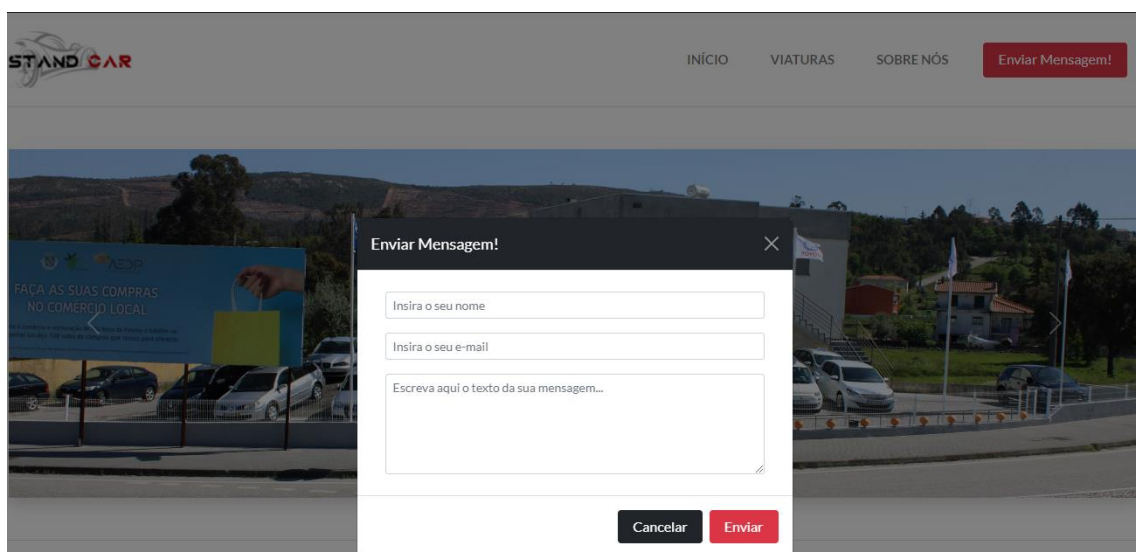 STAND CAR
INÍCIO
VIATURAS
SOBRE NÓS
Enviar Mensagem!
FAÇA AS SUAS COMPRAS
NO COMÉRCIO LOCAL
Enviar Mensagem!
Insira o seu nome
Insira o seu e-mail
Escreva aqui o texto da sua mensagem...
Cancelar
Enviar